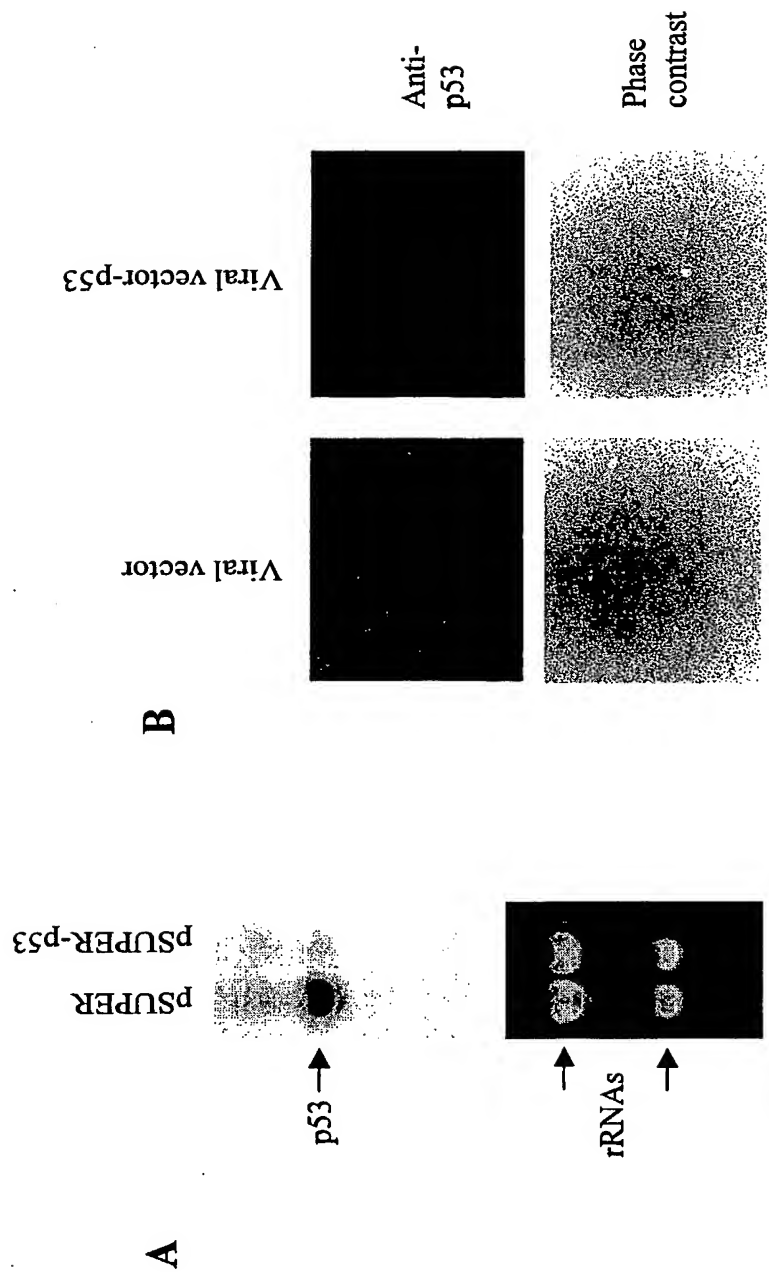 A
pSUPER
pSUPER-p53
p53
rRNAs
B
Viral vector
Viral vector-p53
Anti-
p53
Phase
contrast